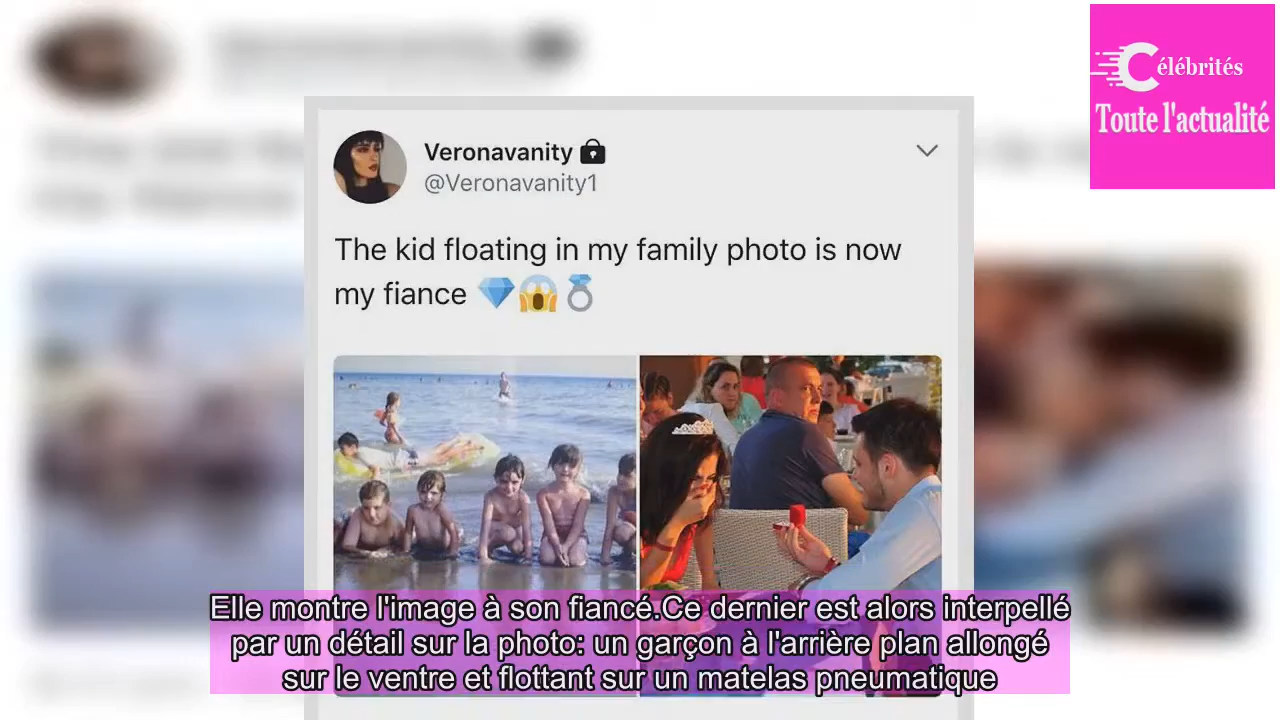 Célébrités
Toute l'actualité
Veronavanity
@Veronavanity1
The kid floating in my family photo is now
my fiance 💎😱💍
Elle montre l'image à son fiancé.Ce dernier est alors interpellé
par un détail sur la photo: un garçon à l'arrière plan allongé
sur le ventre et flottant sur un matelas pneumatique